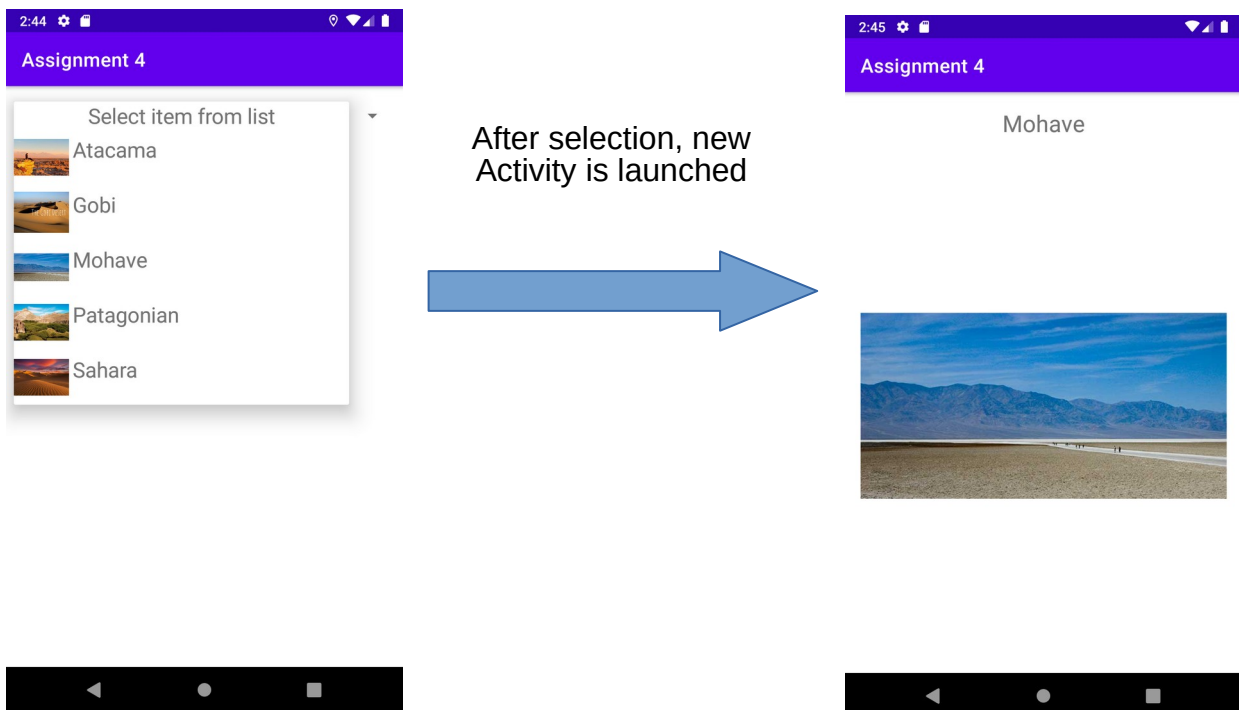 2:44
Assignment 4
Select item from list
Atacama
Gobi
Mohave
Patagonian
Sahara
After selection, new
Activity is launched
2:45
Assignment 4
Mohave